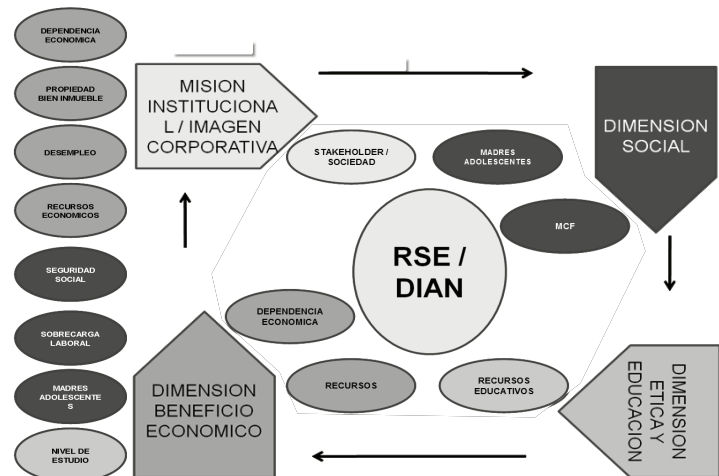 DEPENDENCIA
ECONOMICA
PROPIEDAD
BIEN INMUEBLE
DESEMPLEO
RECURSOS
ECONOMICOS
SEGURIDAD
SOCIAL
SOBRECARGA
LABORAL
MADRES
ADOLESCENTE
S
NIVEL DE
ESTUDIO
MISION
INSTITUCIONA
L / IMAGEN
CORPORATIVA
STAKEHOLDER /
SOCIEDAD
MADRES
ADOLESCENTES
DIMENSION
SOCIAL
MCF
RSE /
DIAN
DEPENDENCIA
ECONOMICA
RECURSOS
RECURSOS
EDUCATIVOS
DIMENSION
ETICA Y
EDUCACION
DIMENSION
BENEFICIO
ECONOMICO